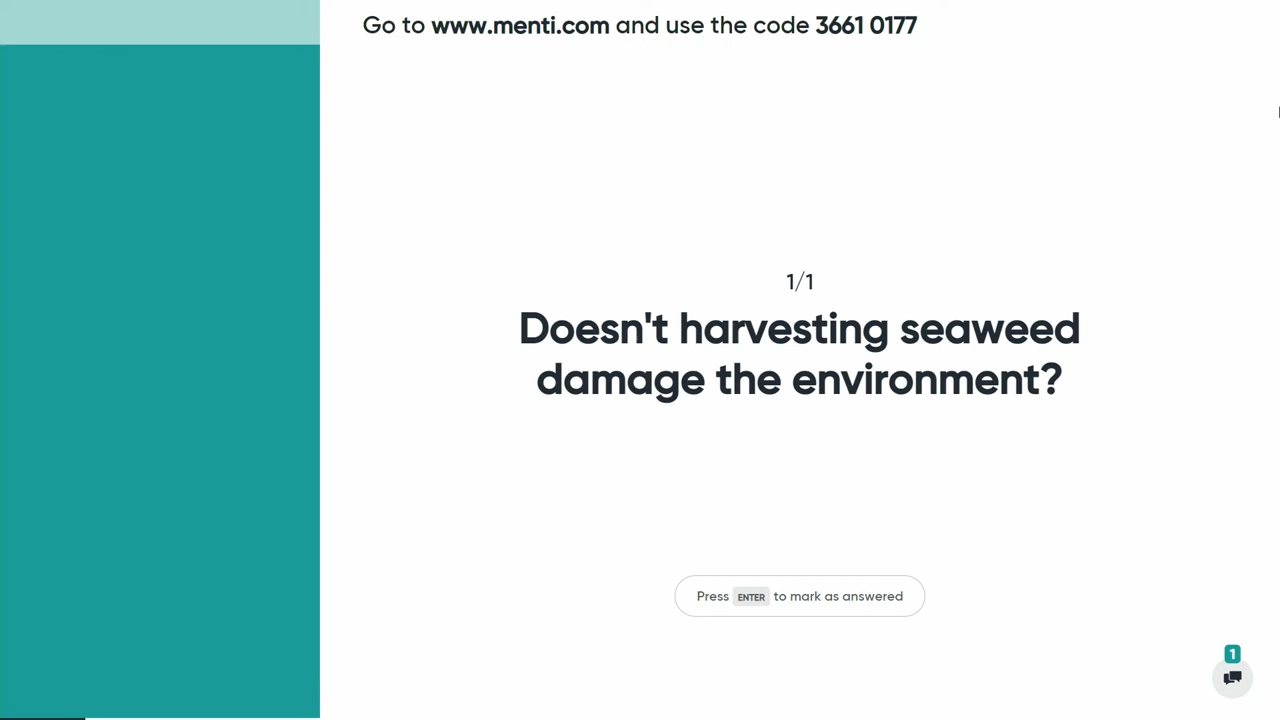 Go to www.menti.com and use the code 3661 0177
1/1
Doesn't harvesting seaweed
damage the environment?
Press ENTER to mark as answered
1